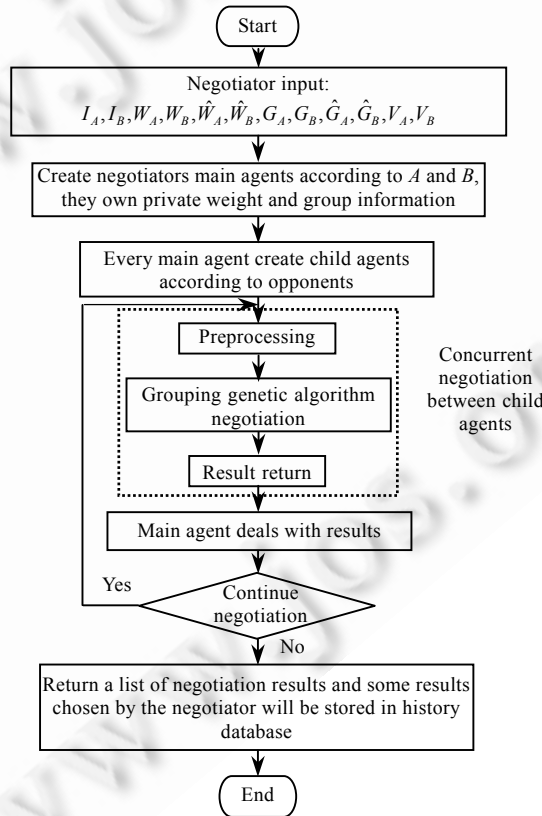 Start
Negotiator input:
I_A, I_B, W_A, W_B, Ŵ_A, Ŵ_B, G_A, G_B, Ĝ_A, Ĝ_B, V_A, V_B
Create negotiators main agents according to A and B,
they own private weight and group information
Every main agent create child agents
according to opponents
Preprocessing
Grouping genetic algorithm
negotiation
Result return
Concurrent
negotiation
between child
agents
Main agent deals with results
Yes
Continue
negotiation
No
Return a list of negotiation results and some results
chosen by the negotiator will be stored in history
database
End